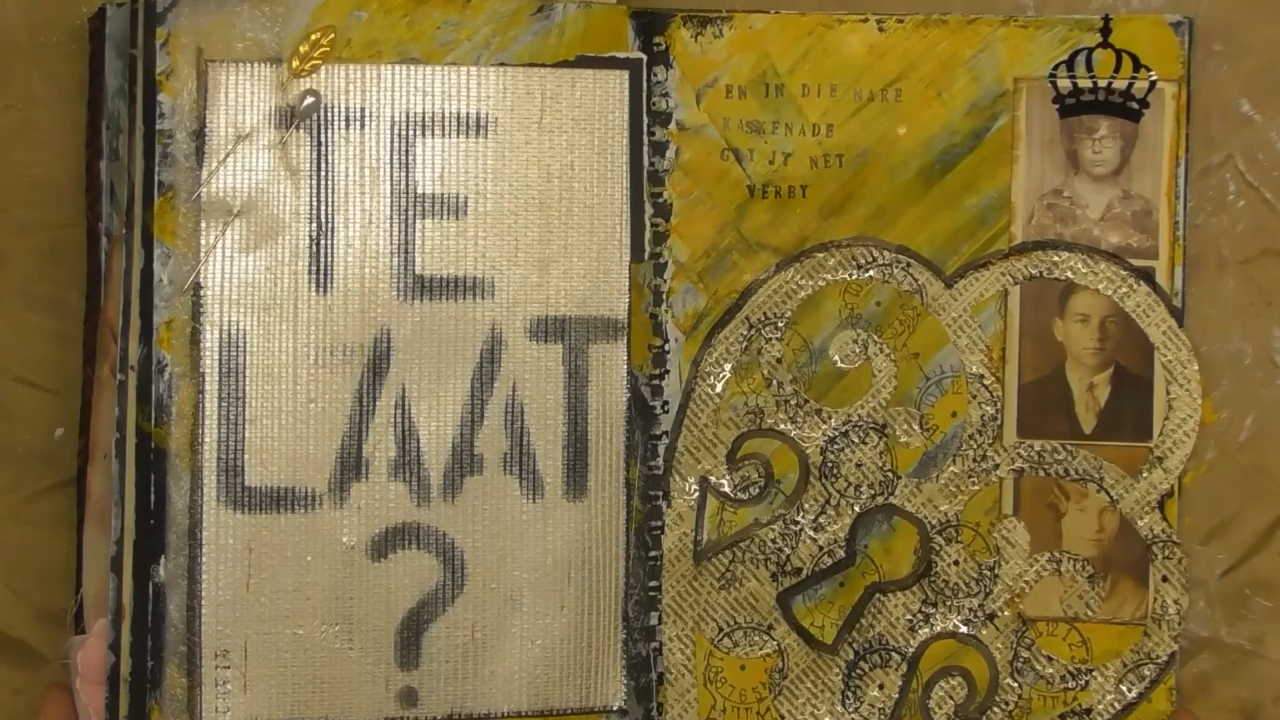 TE
LAAT
?
EN IN DIE NARE
KASKENADE
GLY JY NET
VERBY